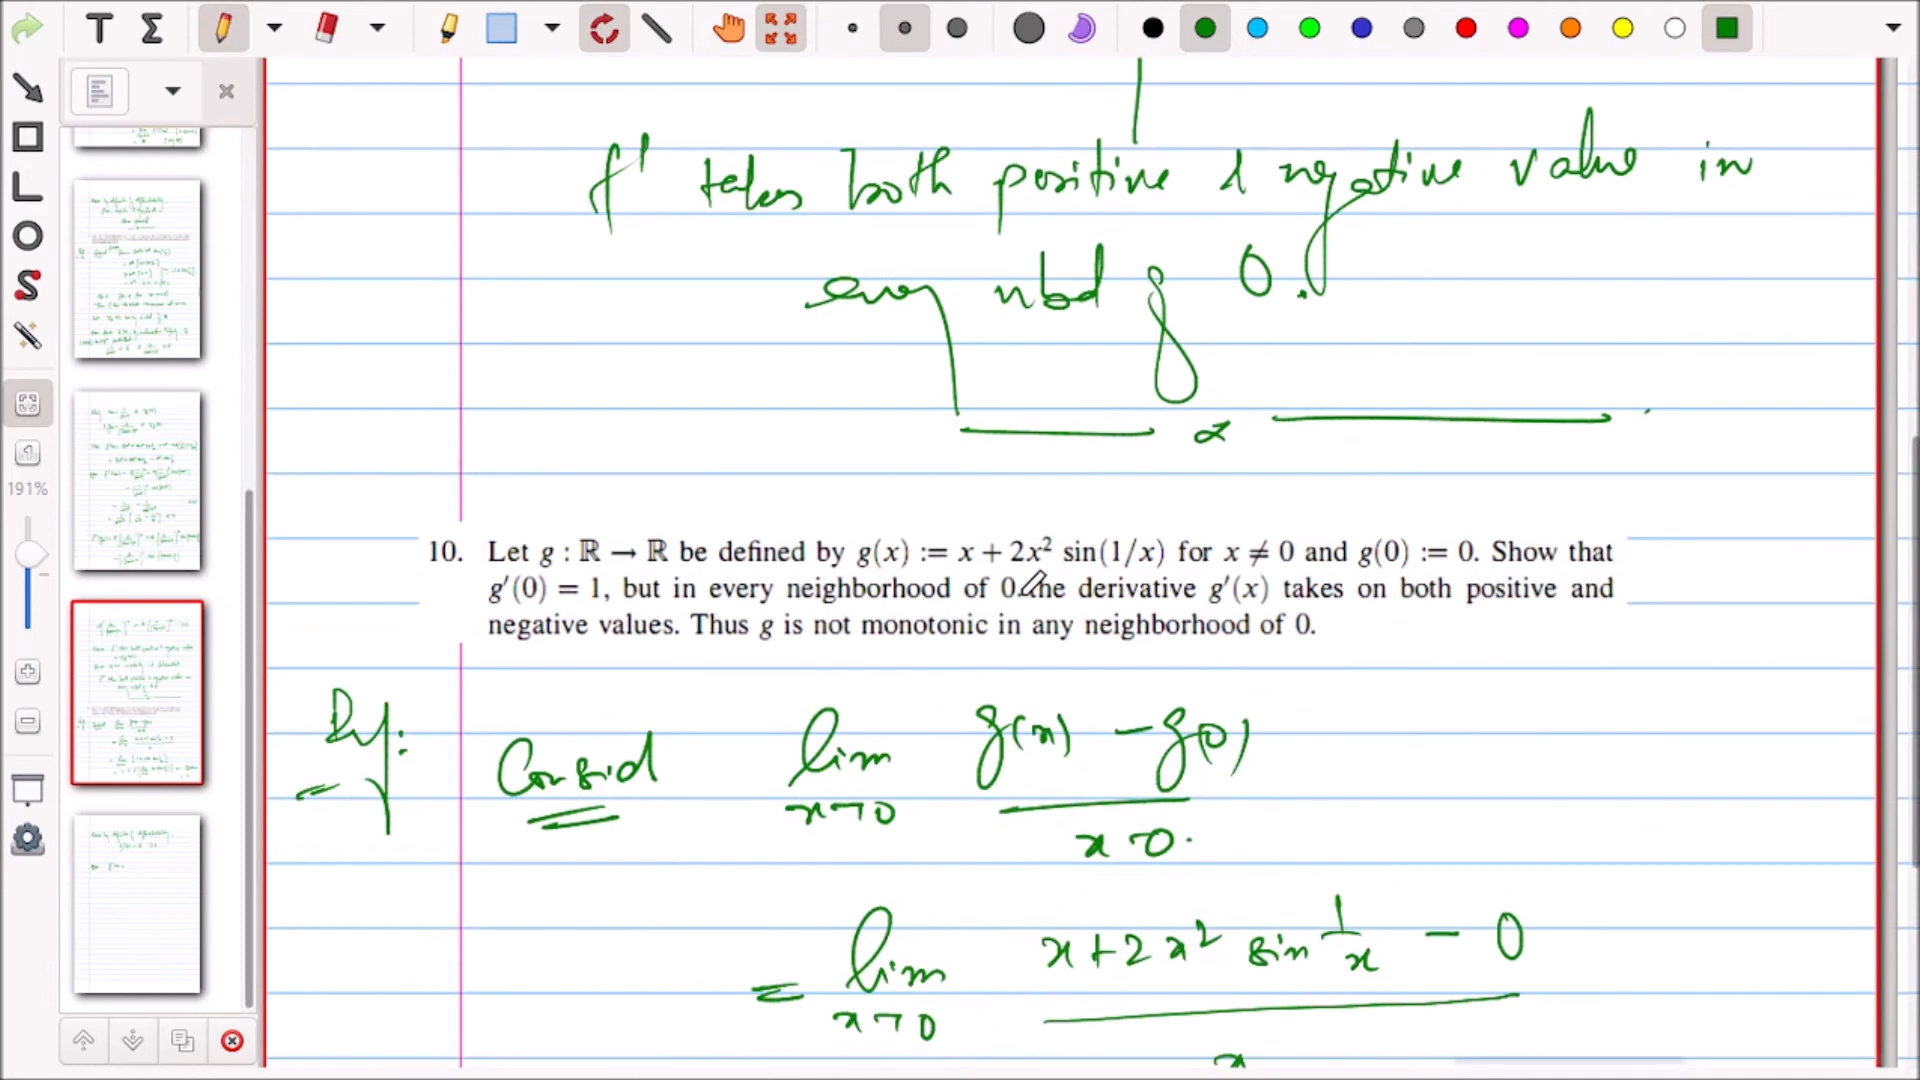 f' takes both positive & negative value in
every nbd of 0.
x
10. Let g : ℝ → ℝ be defined by g(x) := x + 2x² sin(1/x) for x ≠ 0 and g(0) := 0. Show that
g′(0) = 1, but in every neighborhood of 0 the derivative g′(x) takes on both positive and
negative values. Thus g is not monotonic in any neighborhood of 0.
Consid lim x→0 g(x) - g(0) / x-0.
= lim x→0 x+2x² sin 1/x - 0 / x
191%